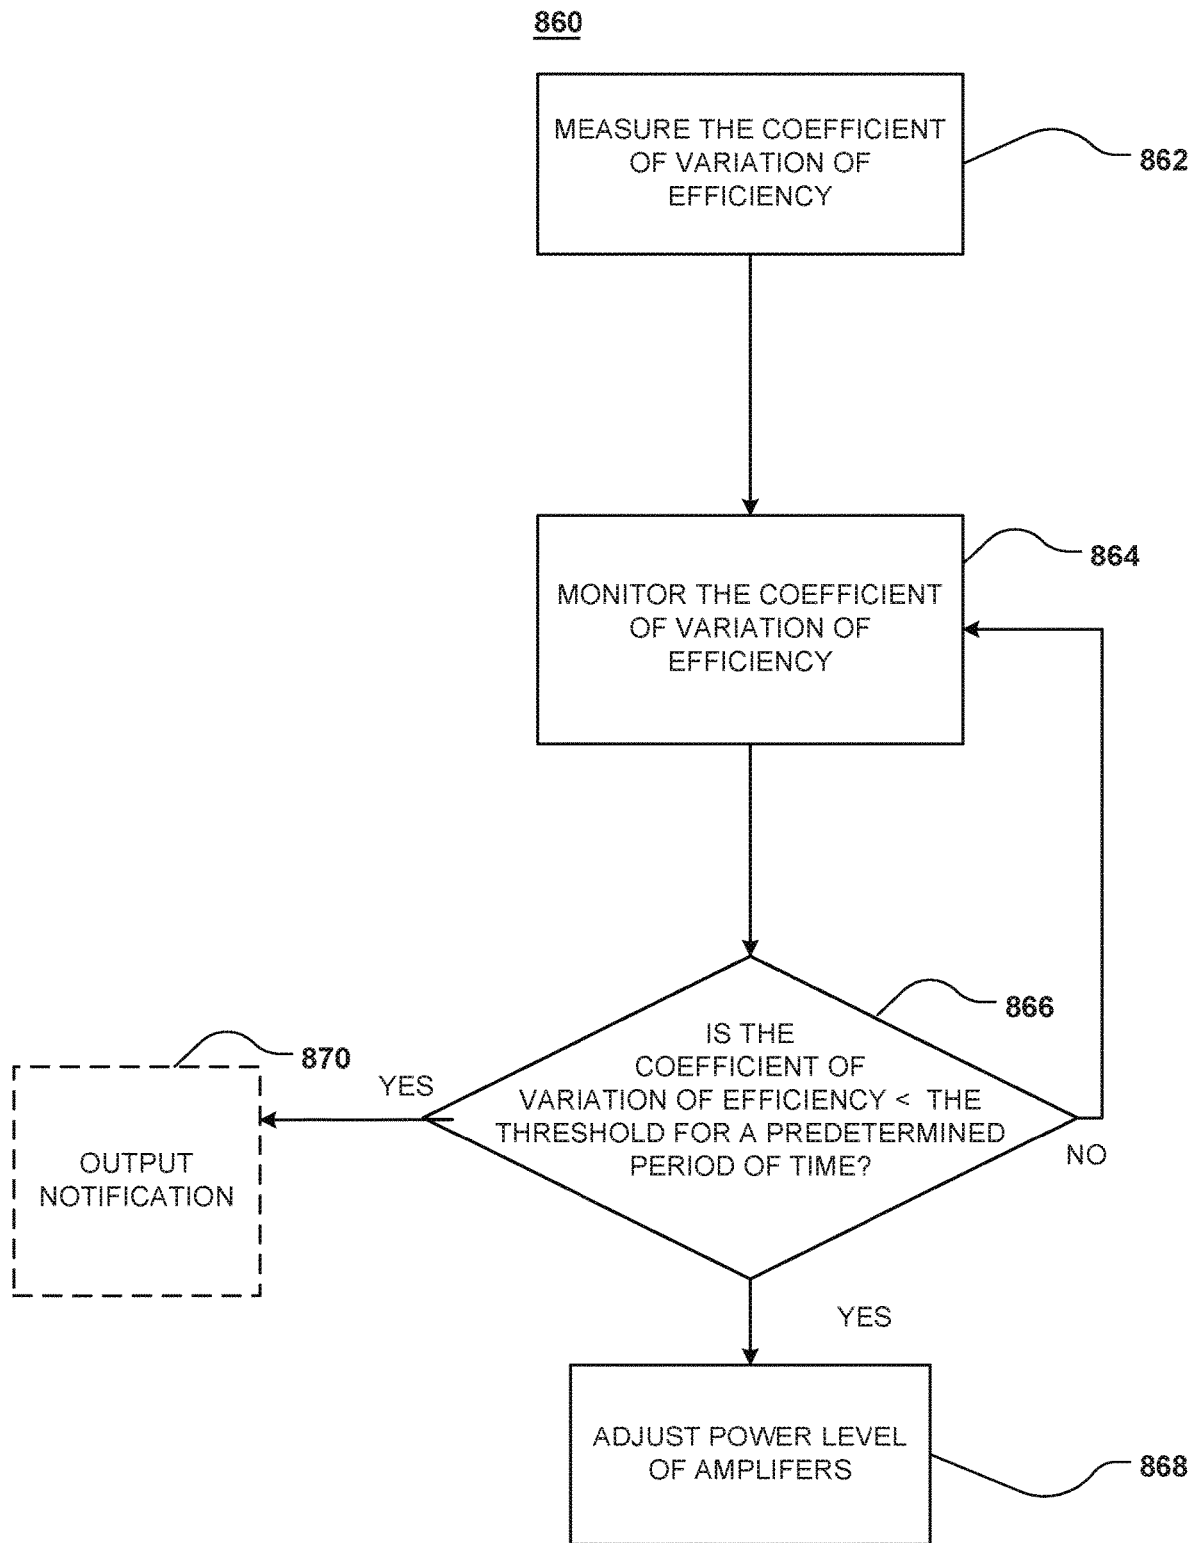 860
MEASURE THE COEFFICIENT
OF VARIATION OF
EFFICIENCY
862
MONITOR THE COEFFICIENT
OF VARIATION OF
EFFICIENCY
864
IS THE
COEFFICIENT OF
VARIATION OF EFFICIENCY < THE
THRESHOLD FOR A PREDETERMINED
PERIOD OF TIME?
866
870
YES
OUTPUT
NOTIFICATION
NO
YES
ADJUST POWER LEVEL
OF AMPLIFERS
868